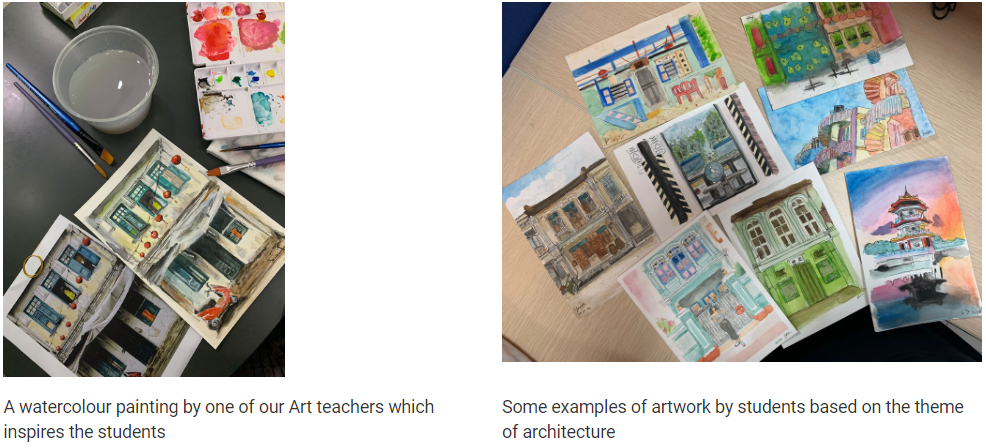 A watercolour painting by one of our Art teachers which
inspires the students
Some examples of artwork by students based on the theme
of architecture